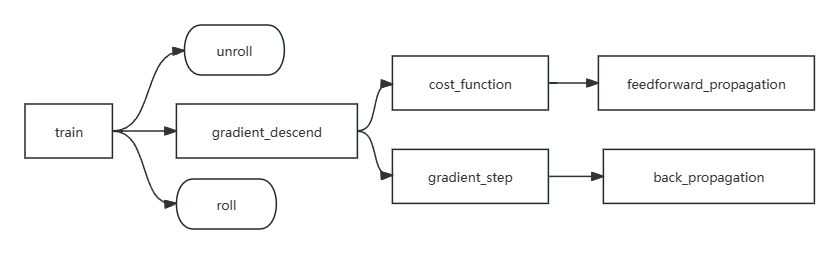 unroll
train
gradient_descend
roll
cost_function
feedforward_propagation
gradient_step
back_propagation